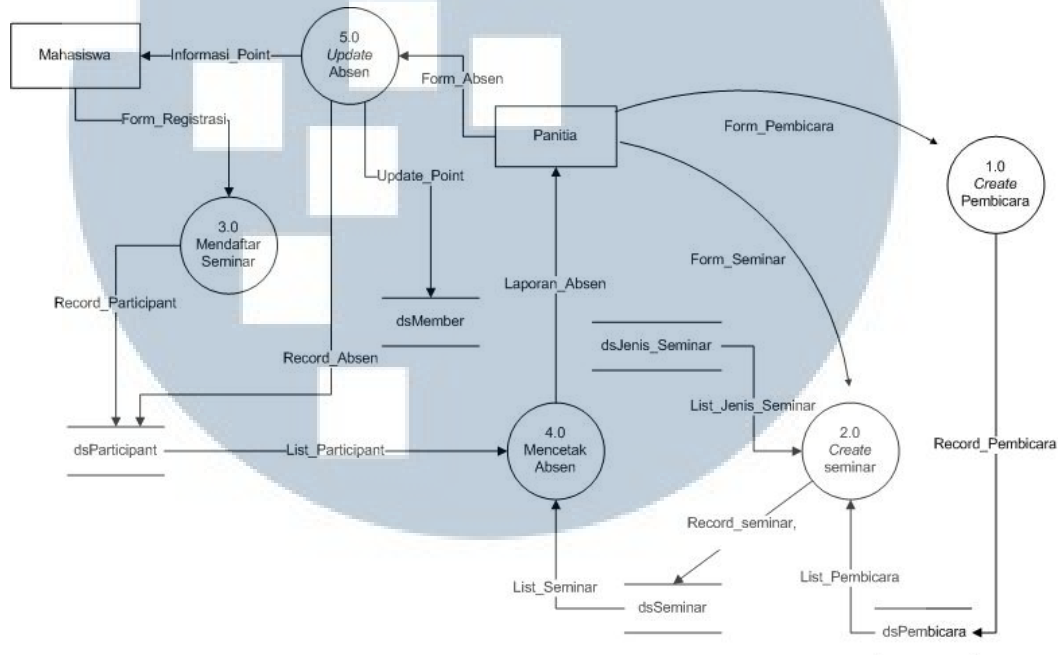 5.0
Update
Absen
Mahasiswa
Informasi_Point
Form_Absen
Form_Registrasi
Panitia
Form_Pembicara
1.0
Create
Pembicara
Update_Point
3.0
Mendaftar
Seminar
Form_Seminar
Laporan_Absen
Record_Participant
dsMember
dsJenis_Seminar
Record_Absen
List_Jenis_Seminar
4.0
Mencetak
Absen
2.0
Create
seminar
Record_Pembicara
dsParticipant
List_Participant
Record_seminar,
List_Pembicara
List_Seminar
dsSeminar
dsPembicara